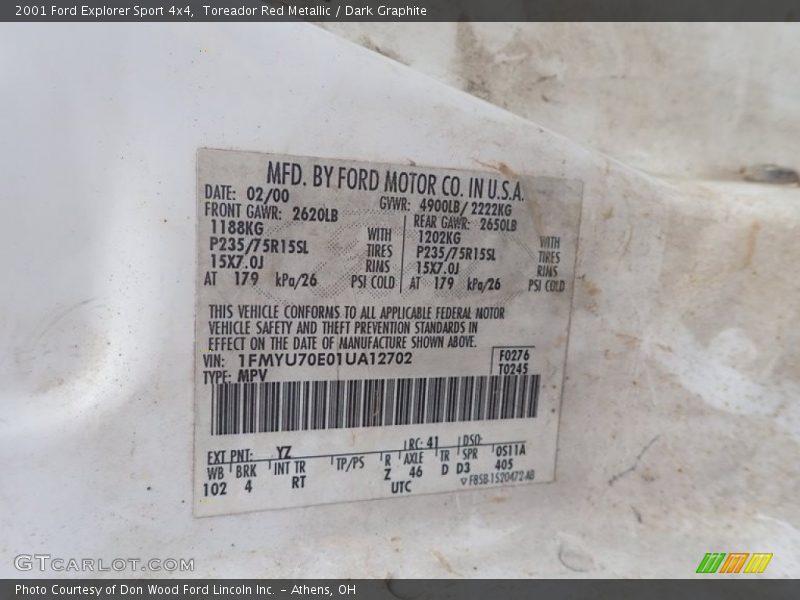 2001 Ford Explorer Sport 4x4, Toreador Red Metallic / Dark Graphite
MFD. BY FORD MOTOR CO. IN U.S.A.
DATE: 02/00 GVWR: 4900LB/ 2222KG
FRONT GAWR: 2620LB REAR GAWR: 2650LB
1188KG WITH 1202KG WITH
P235/75R15SL TIRES P235/75R15SL TIRES
15X7.0J RIMS 15X7.0J RINS
AT 179 kPa/26 PSI COLD AT 179 kPa/26 PSI COLD
THIS VEHICLE CONFORMS TO ALL APPLICABLE FEDERAL MOTOR
VEHICLE SAFETY AND THEFT PREVENTION STANDARDS IN
EFFECT ON THE DATE OF MANUFACTURE SHOWN ABOVE.
VIN: 1FMYU70E01UA12702 F0276
TYPE: MPV T0245
EXT PNT: YZ RC: 41 DSO:
WB BRK INT TR TP/PS R AXLE TR SPR 0S11A
102 4 RT Z 46 D D3 405
UTC ▽F85B-1520472-AB
GTCARLOT.COM
Photo Courtesy of Don Wood Ford Lincoln Inc. - Athens, OH